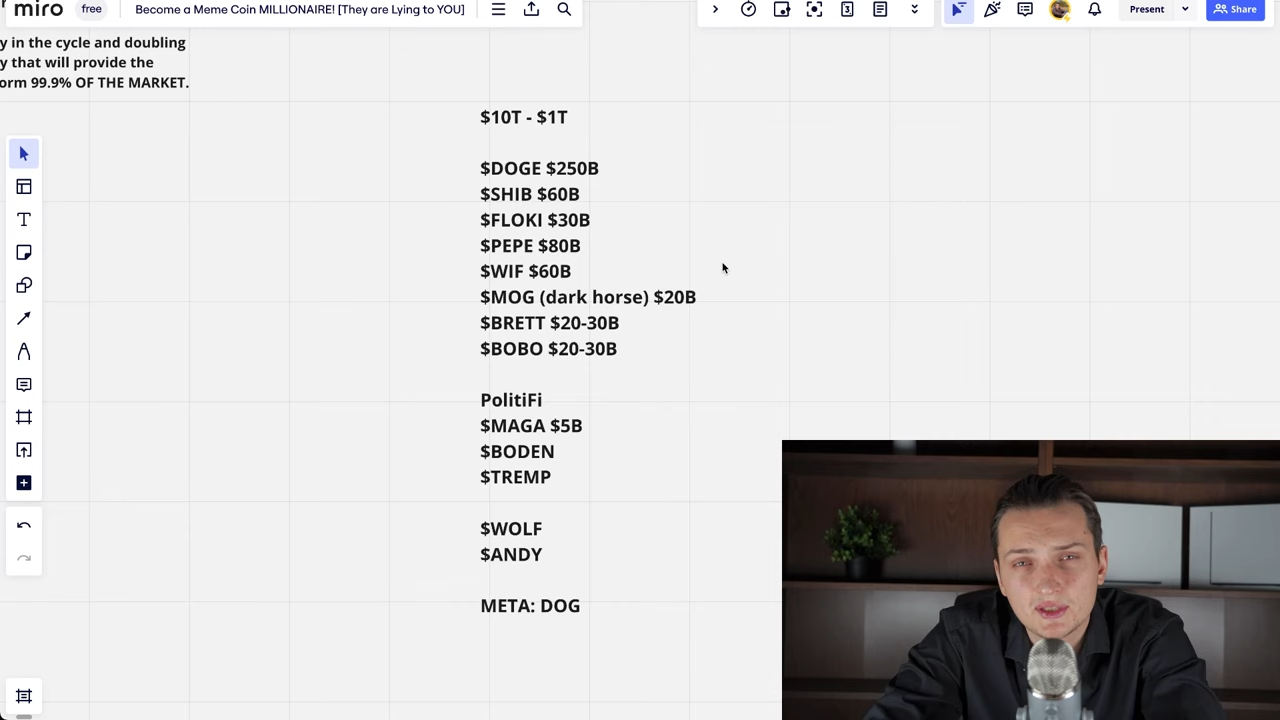 miro
free
Become a Meme Coin MILLIONAIRE! [They are Lying to YOU]
3
Present
Share
y in the cycle and doubling
y that will provide the
orm 99.9% OF THE MARKET.
$10T - $1T
$DOGE $250B
$SHIB $60B
$FLOKI $30B
$PEPE $80B
$WIF $60B
$MOG (dark horse) $20B
$BRETT $20-30B
$BOBO $20-30B
PolitiFi
$MAGA $5B
$BODEN
$TREMP
$WOLF
$ANDY
META: DOG